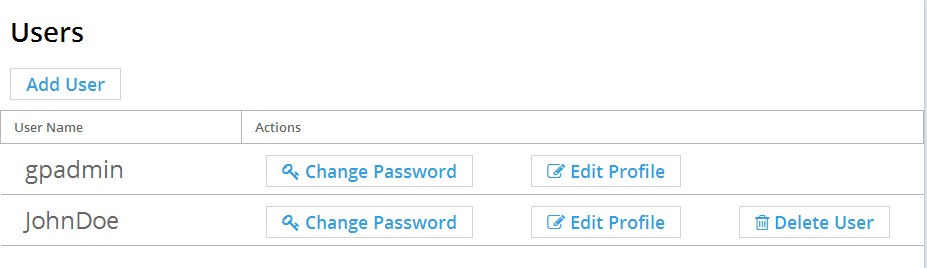 Users
Add User
User Name Actions
gpadmin Change Password Edit Profile
JohnDoe Change Password Edit Profile Delete User